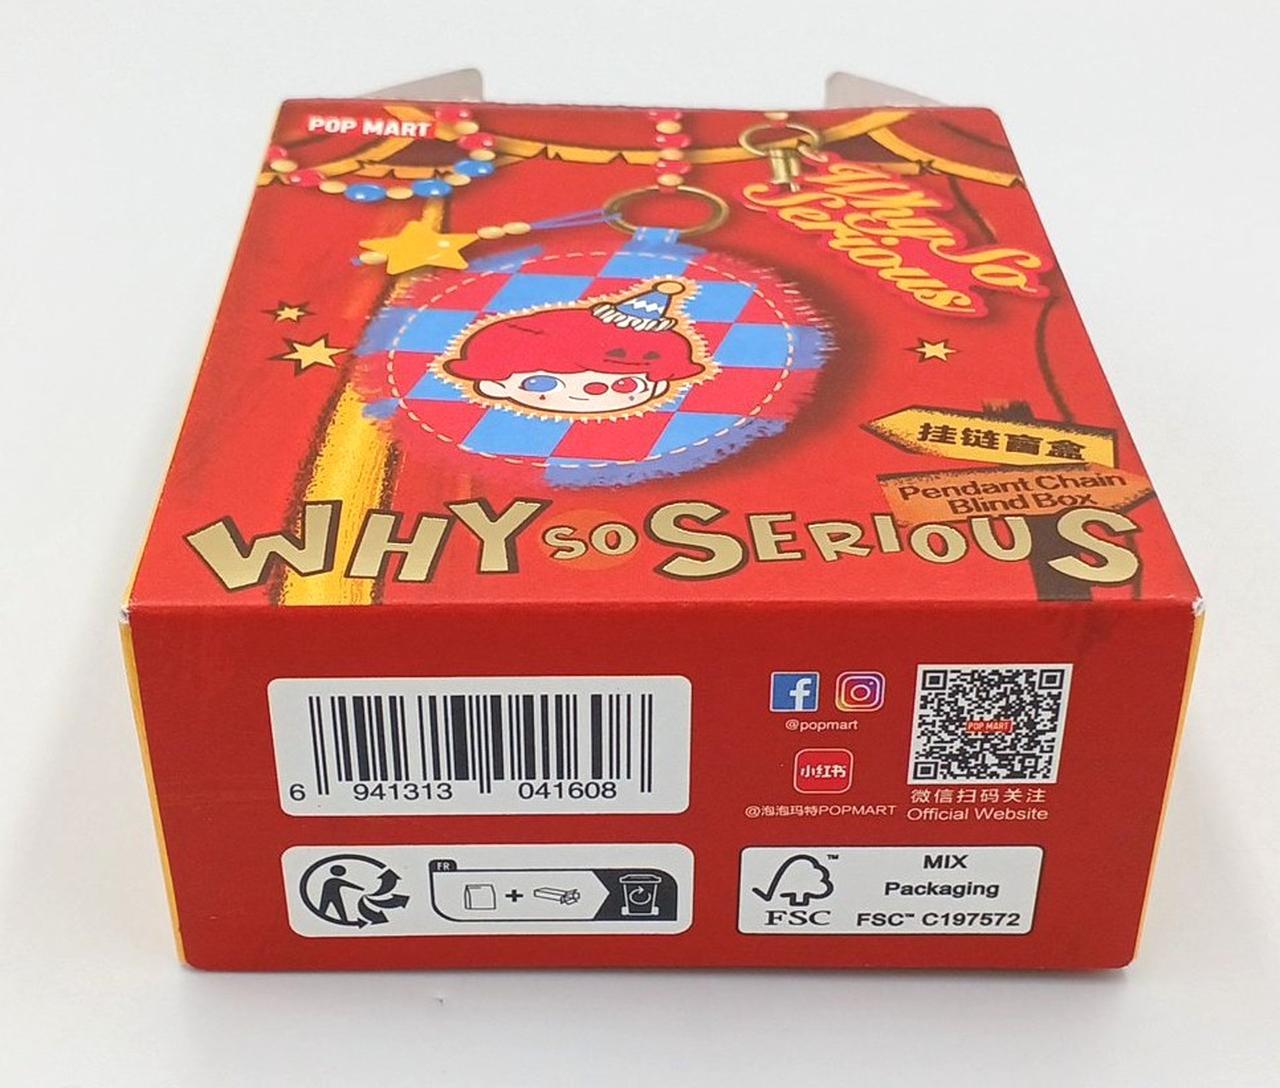 POP MART
Why So
Serious
挂链盲盒
Pendant Chain
Blind Box
WHY SO SERIOUS
6 941313 041608
@popmart
小红书
@泡泡玛特POPMART
POP MART
微信扫码关注
Official Website
FR
FSC™
MIX
Packaging
FSC™ C197572